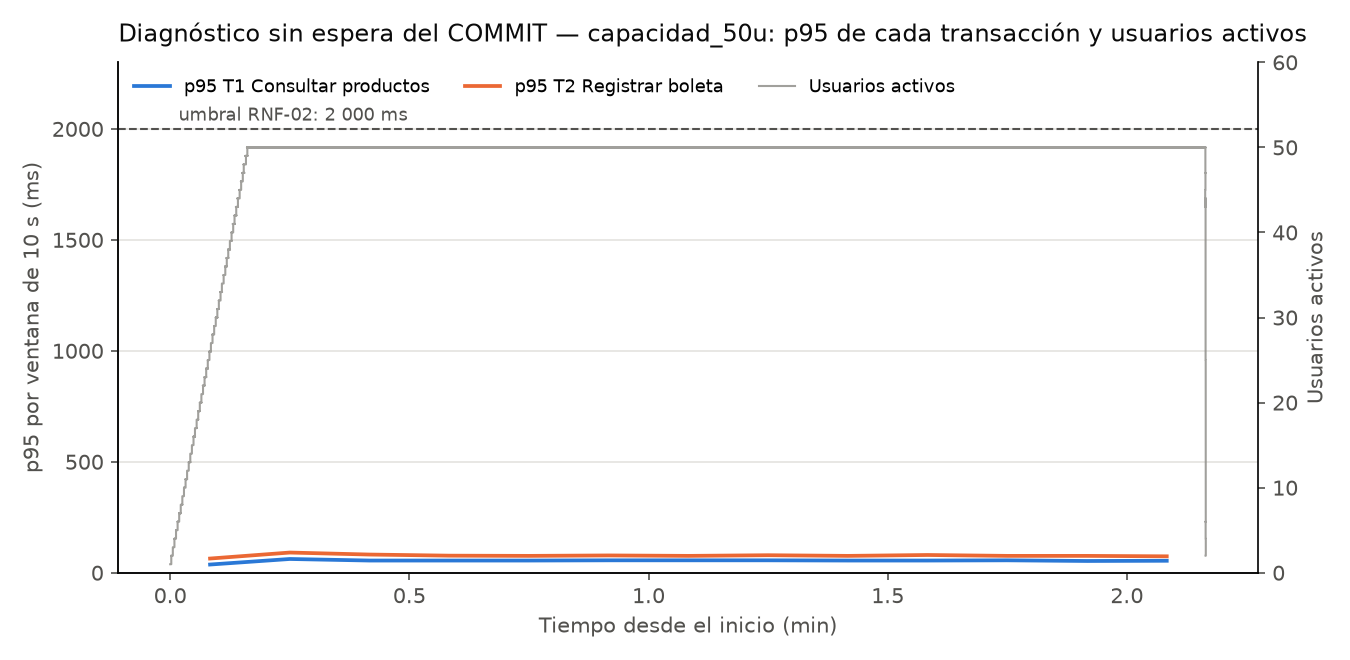 Diagnóstico sin espera del COMMIT — capacidad_50u: p95 de cada transacción y usuarios activos
p95 T1 Consultar productos
p95 T2 Registrar boleta
Usuarios activos
umbral RNF-02: 2 000 ms
p95 por ventana de 10 s (ms)
2000
1500
1000
500
0
60
50
40
30
20
10
0
Usuarios activos
0.0
0.5
1.0
1.5
2.0
Tiempo desde el inicio (min)